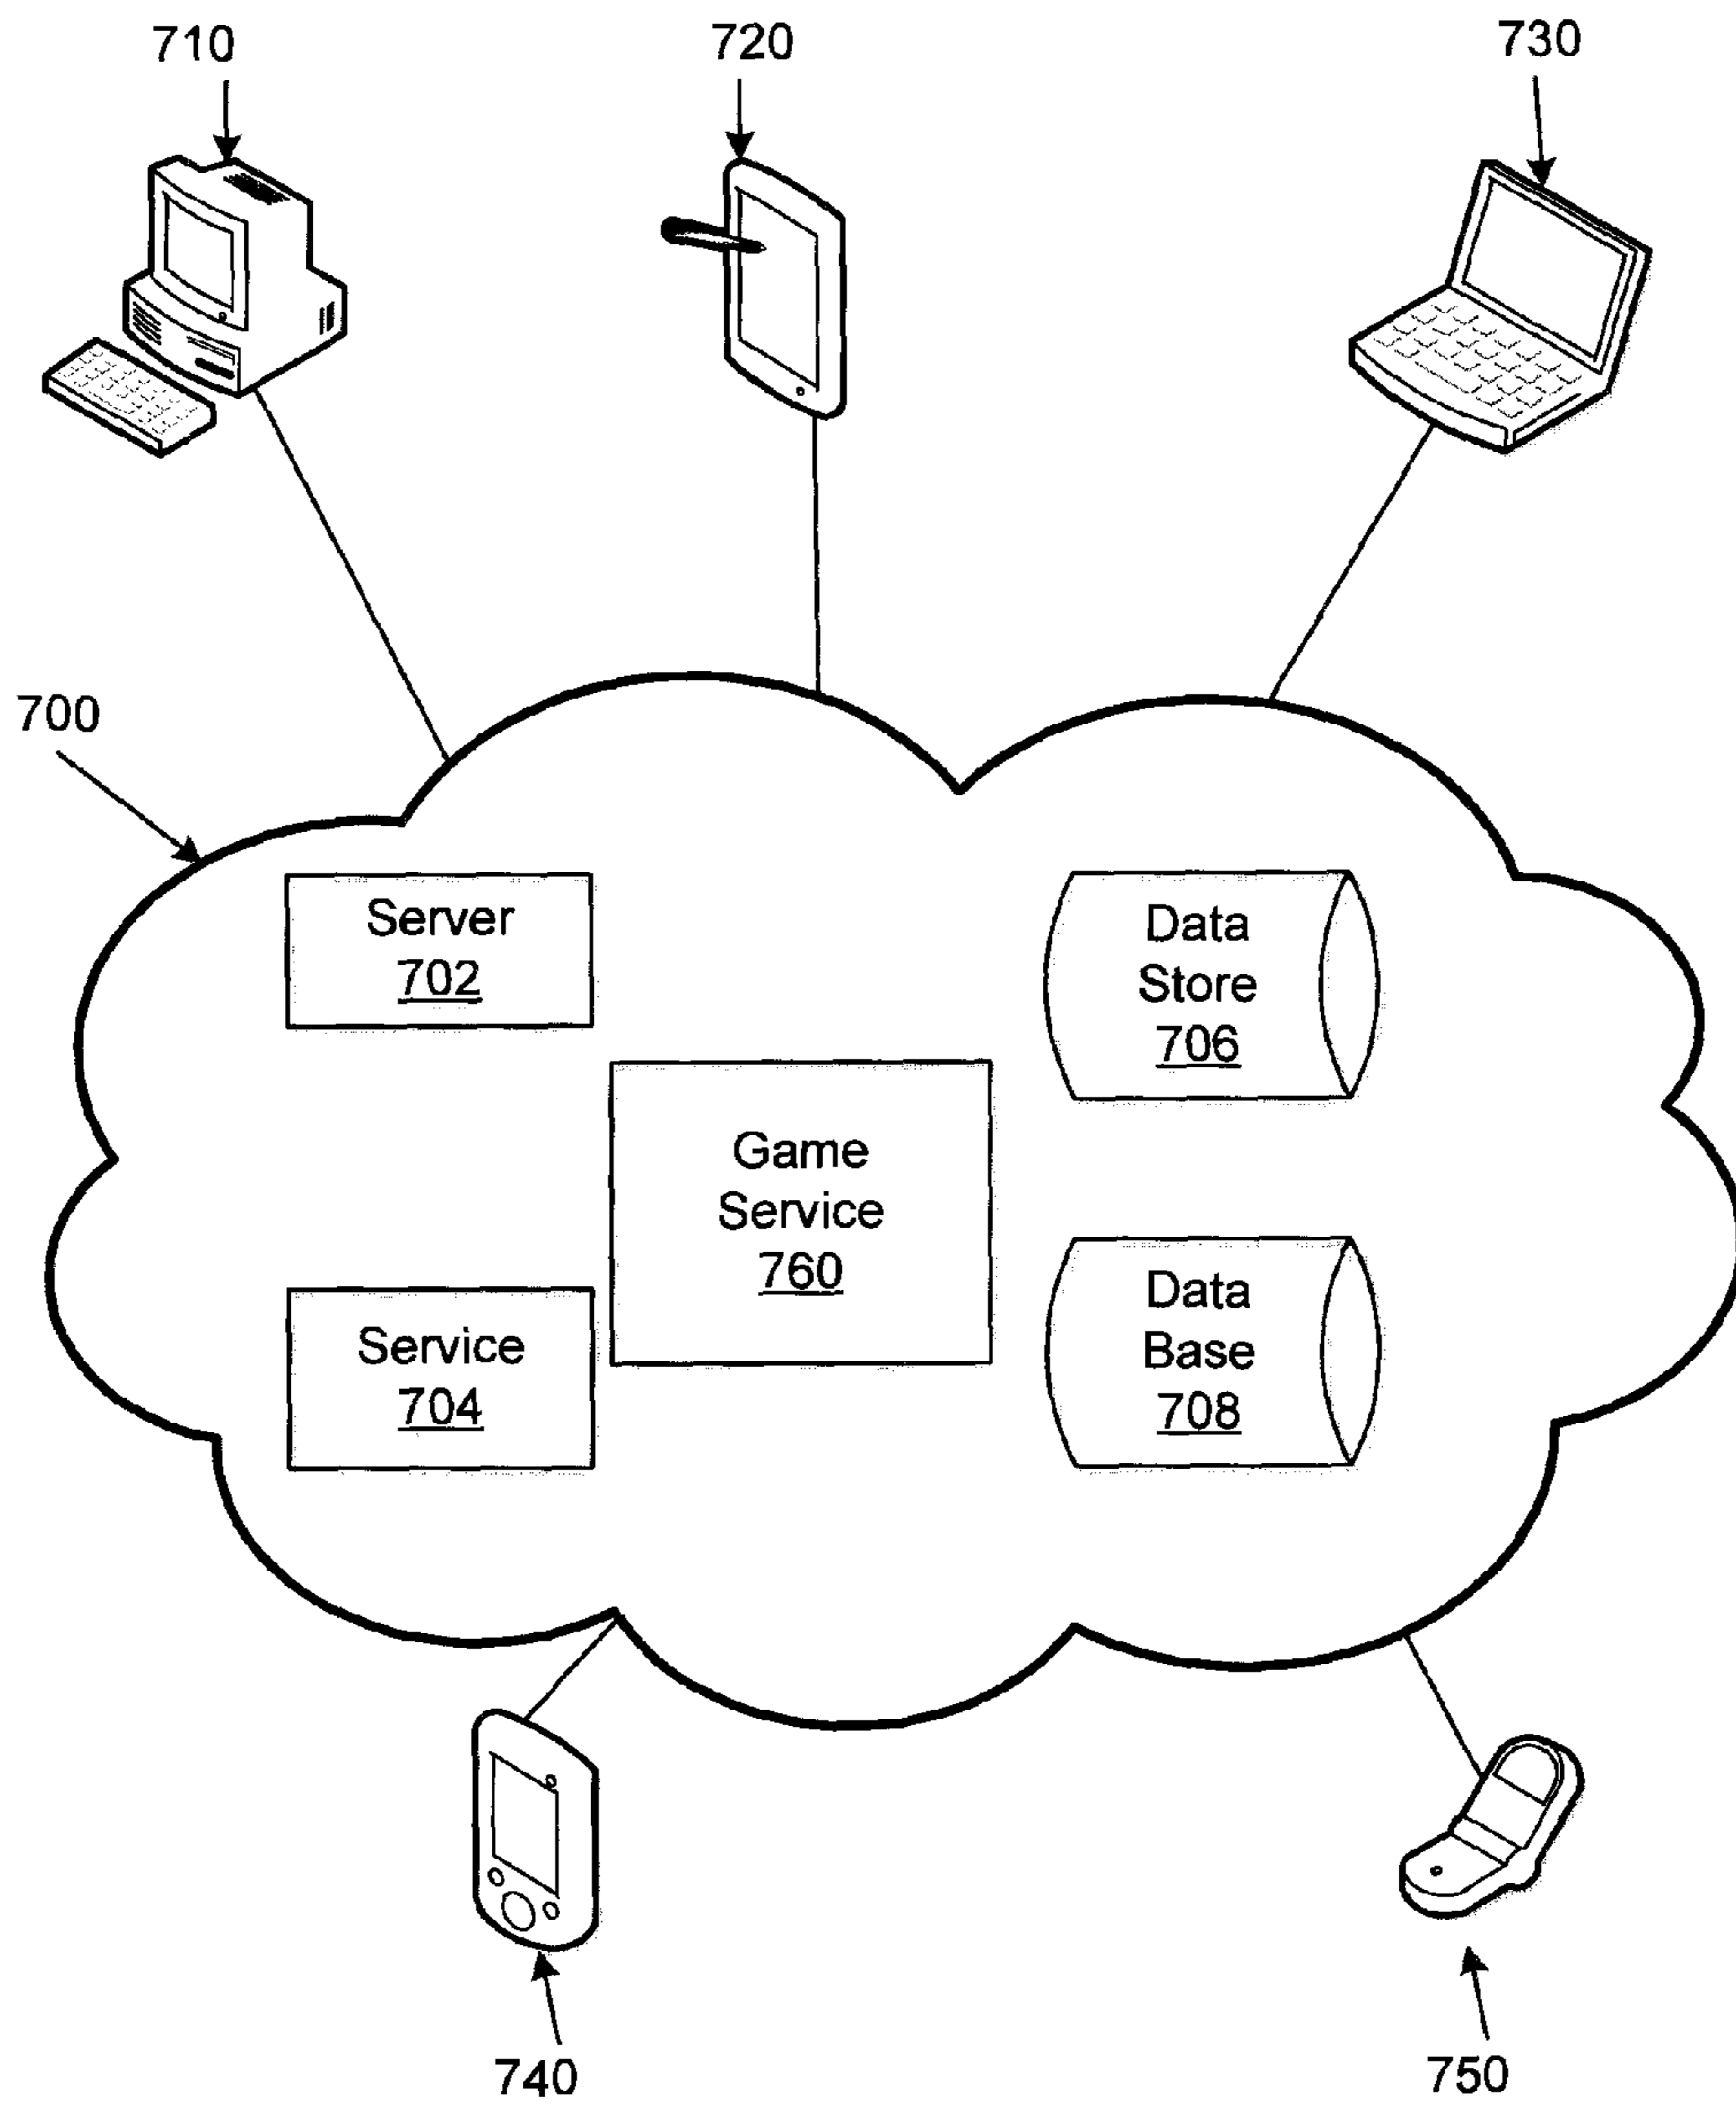 710
720
730
700
Server
702
Data
Store
706
Game
Service
760
Service
704
Data
Base
708
740
750